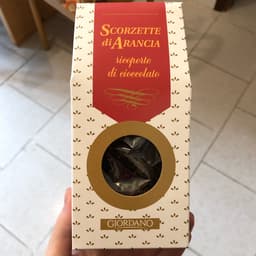 SCORZETTE
di ARANCIA
ricoperte
di cioccolato
GIORDANO